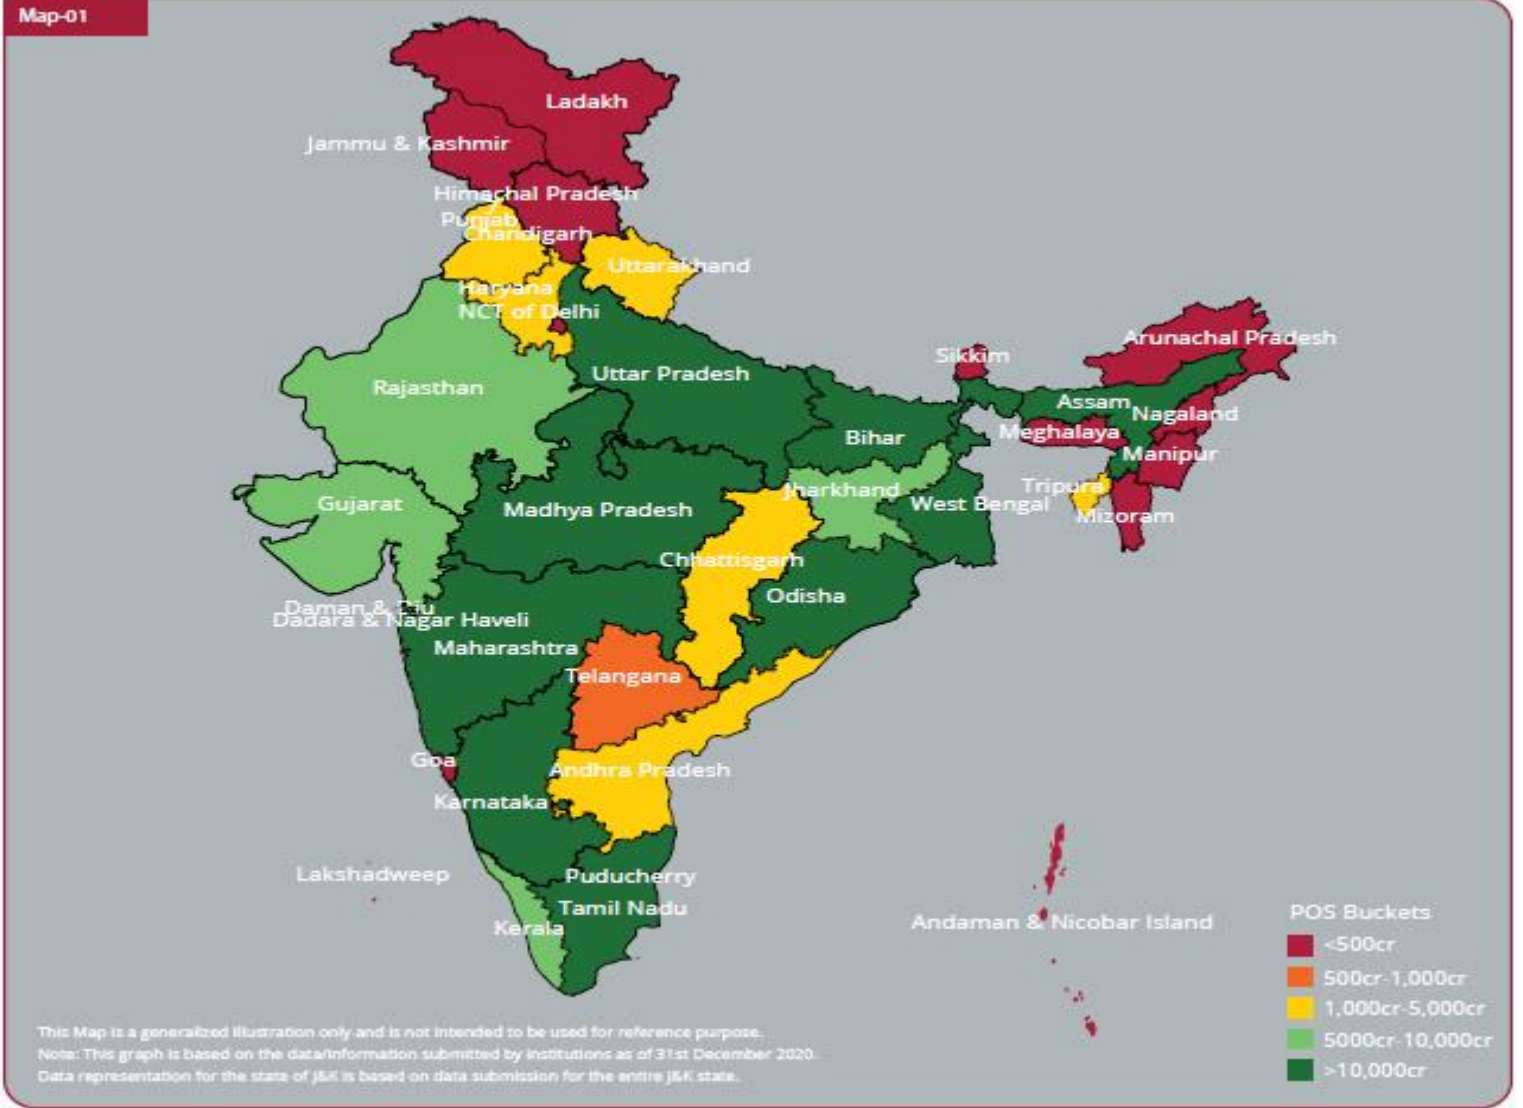 Map-01
Ladakh
Jammu & Kashmir
Himachal Pradesh
Punjab
Chandigarh
Uttarakhand
Haryana
NCT of Delhi
Arunachal Pradesh
Sikkim
Uttar Pradesh
Rajasthan
Assam
Nagaland
Meghalaya
Bihar
Manipur
Tripura
Jharkhand
Gujarat
Madhya Pradesh
West Bengal
Mizoram
Chhattisgarh
Odisha
Daman & Diu
Dadara & Nagar Haveli
Maharashtra
Telangana
Goa
Andhra Pradesh
Karnataka
Lakshadweep
Puducherry
Tamil Nadu
Kerala
Andaman & Nicobar Island
POS Buckets
<500cr
500cr-1,000cr
1,000cr-5,000cr
5000cr-10,000cr
>10,000cr
This Map is a generalized illustration only and is not intended to be used for reference purpose.
Note: This graph is based on the data/information submitted by institutions as of 31st December 2020.
Data representation for the state of J&K is based on data submission for the entire J&K state.